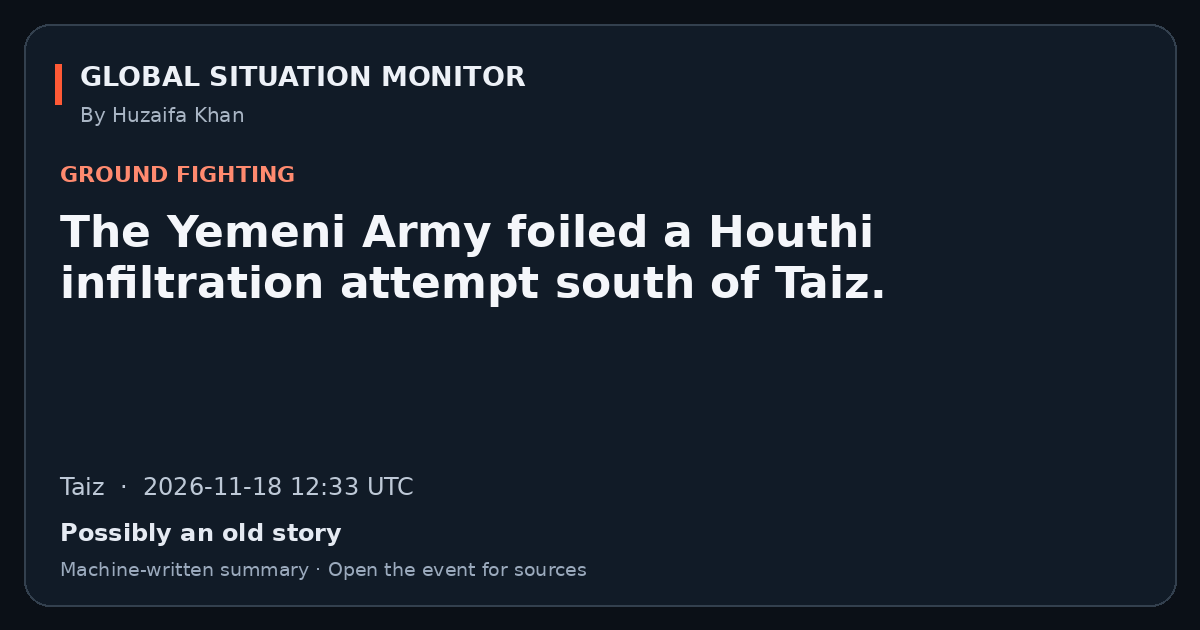 GLOBAL SITUATION MONITOR
By Huzaifa Khan
GROUND FIGHTING
The Yemeni Army foiled a Houthi
infiltration attempt south of Taiz.
Taiz · 2026-11-18 12:33 UTC
Possibly an old story
Machine-written summary · Open the event for sources